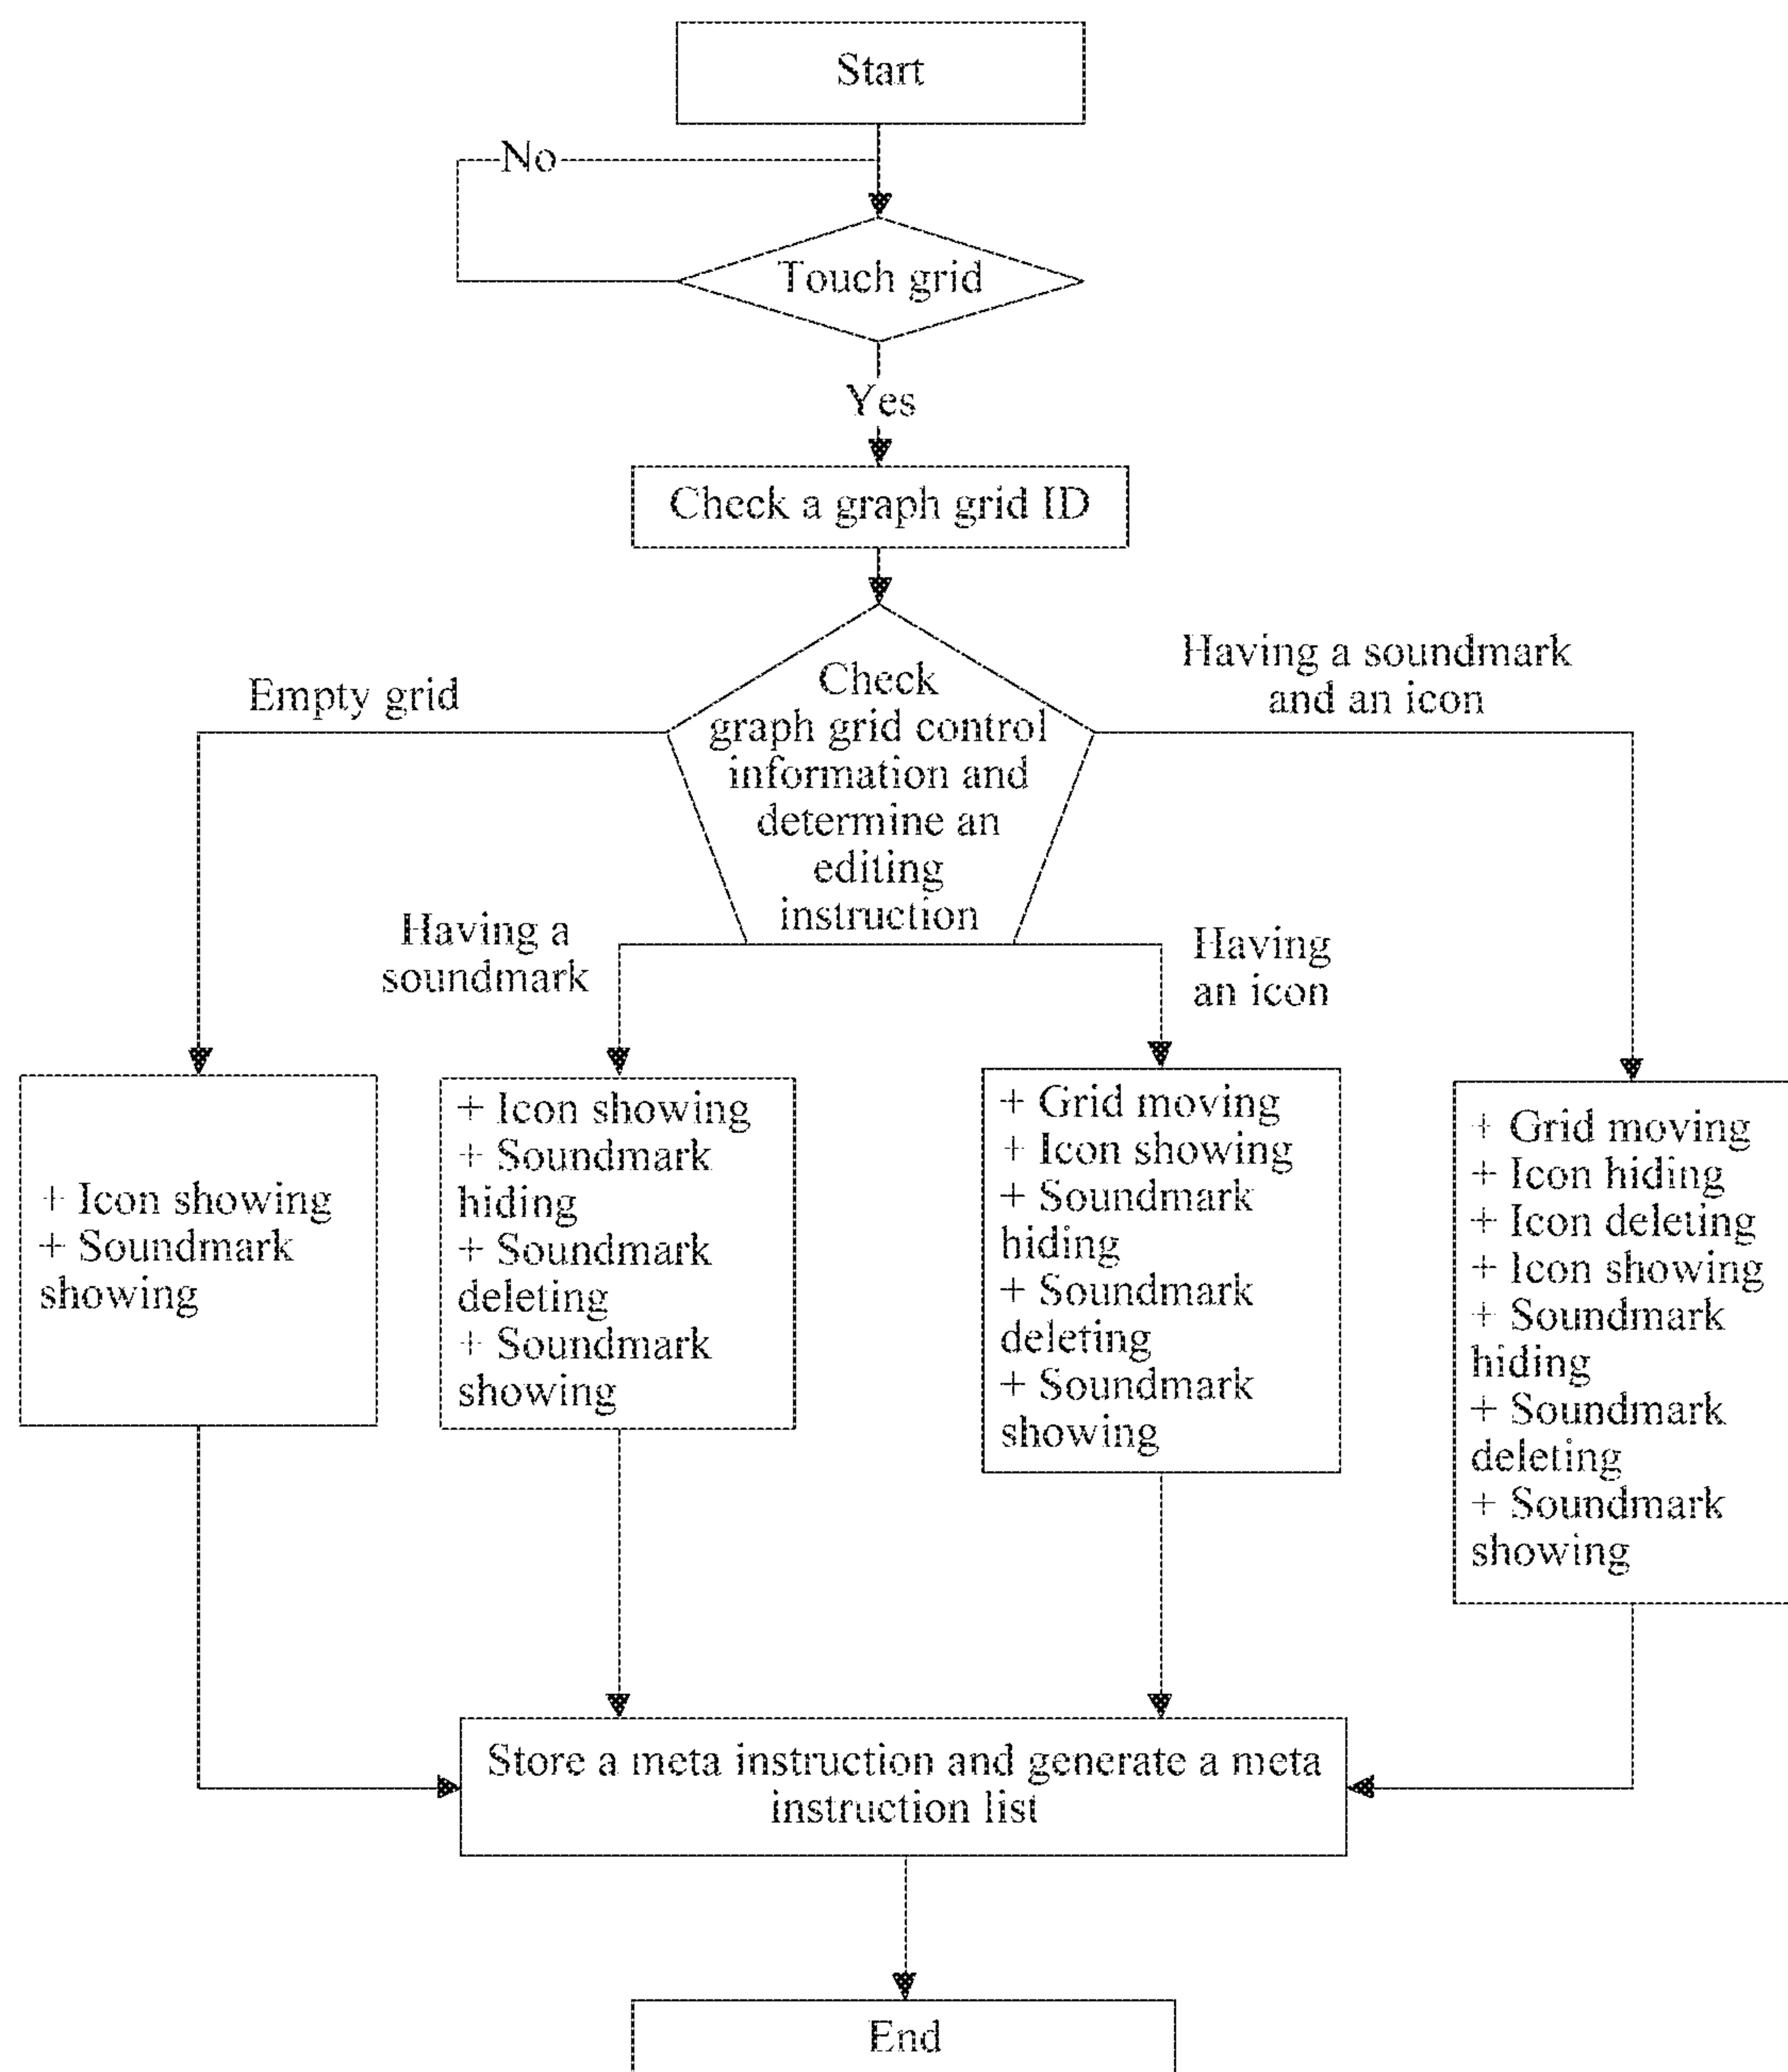 Start
No
Touch grid
Yes
Check a graph grid ID
Empty grid
Check
graph grid control
information and
determine an
editing
instruction
Having a soundmark
and an icon
Having a
soundmark
Having
an icon
+ Icon showing
+ Soundmark
showing
+ Icon showing
+ Soundmark
hiding
+ Soundmark
deleting
+ Soundmark
showing
+ Grid moving
+ Icon showing
+ Soundmark
hiding
+ Soundmark
deleting
+ Soundmark
showing
+ Grid moving
+ Icon hiding
+ Icon deleting
+ Icon showing
+ Soundmark
hiding
+ Soundmark
deleting
+ Soundmark
showing
Store a meta instruction and generate a meta
instruction list
End